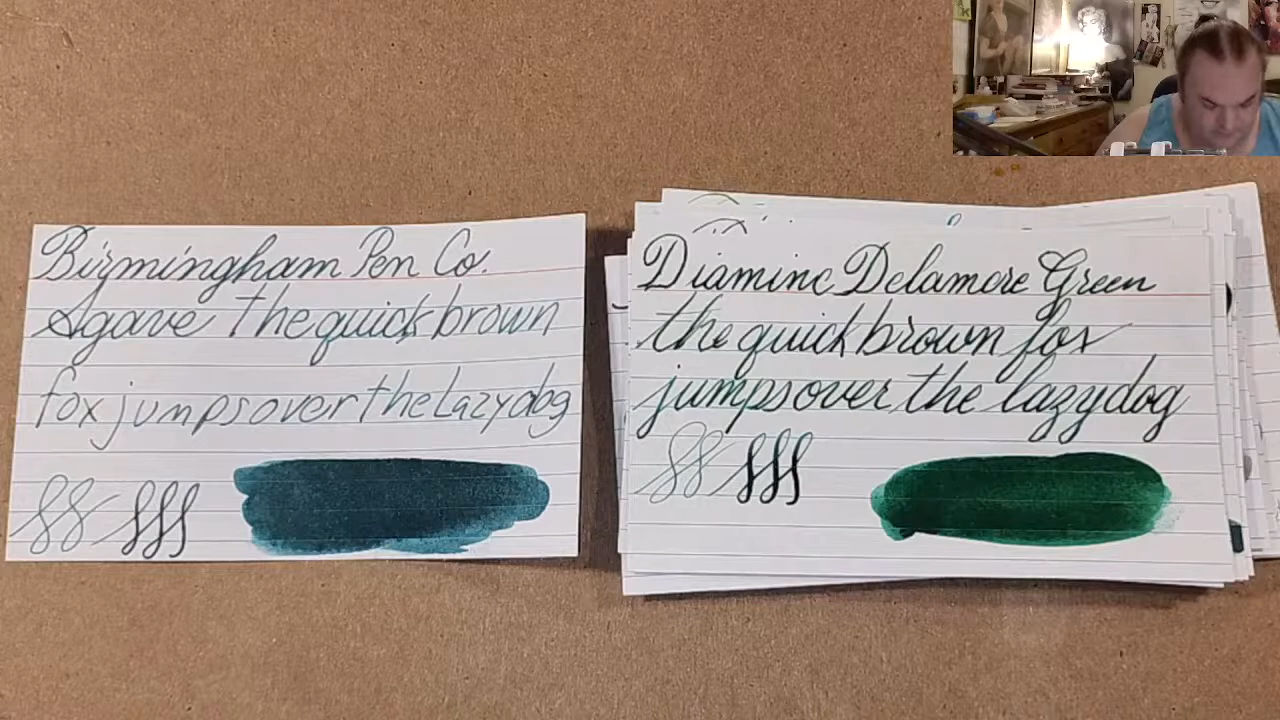 Birmingham Pen Co.
Agave the quick brown
fox jumps over the Lazy dog
Diamine Delamore Green
the quick brown fox
jumps over the lazy dog